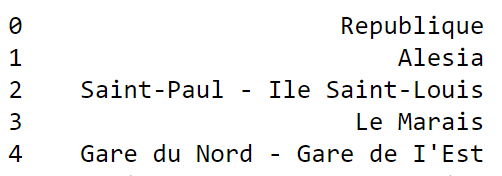 0 Republique
1 Alesia
2 Saint-Paul - Ile Saint-Louis
3 Le Marais
4 Gare du Nord - Gare de I'Est